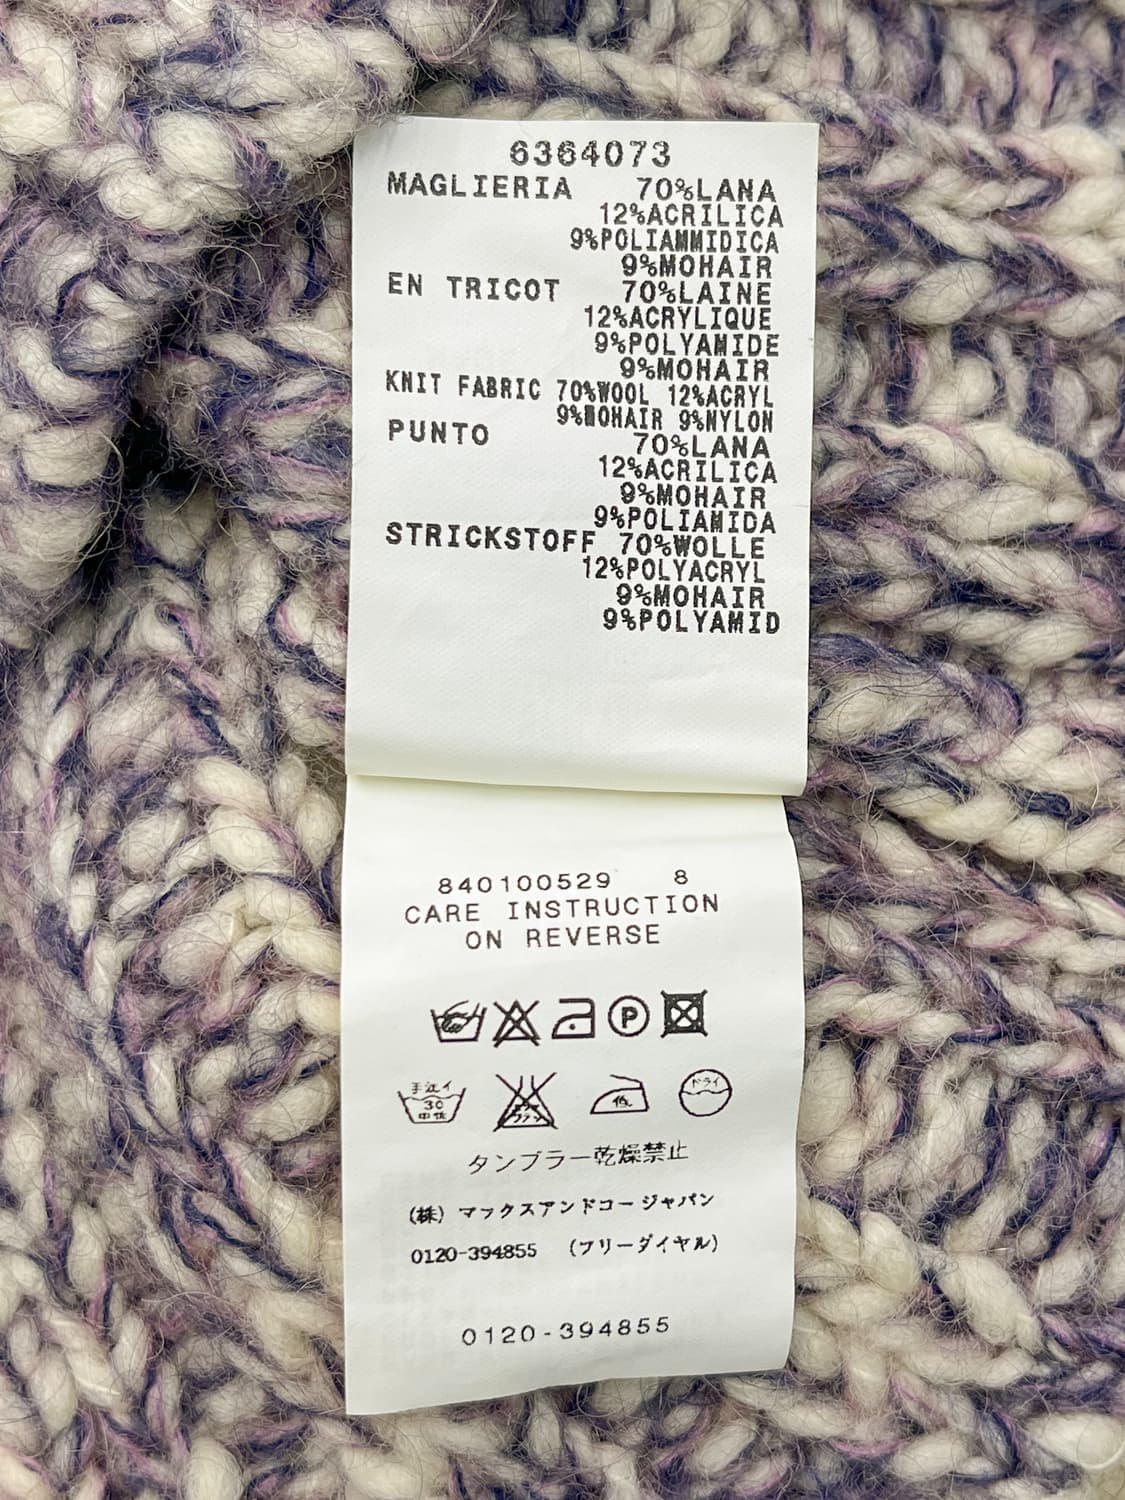 6364073
MAGLIERIA 70%LANA
12%ACRILICA
9%POLIAMMIDICA
9%MOHAIR
EN TRICOT 70%LAINE
12%ACRYLIQUE
9%POLYAMIDE
9%MOHAIR
KNIT FABRIC 70%WOOL 12%ACRYL
9%MOHAIR 9%NYLON
PUNTO 70%LANA
12%ACRILICA
9%MOHAIR
9%POLIAMIDA
STRICKSTOFF 70%WOLLE
12%POLYACRYL
9%MOHAIR
9%POLYAMID
840100529 8
CARE INSTRUCTION
ON REVERSE
P
手洗イ 30 中性 低 ドライ
タンブラー乾燥禁止
(株) マックスアンドコージャパン
0120-394855 (フリーダイヤル)
0120-394855